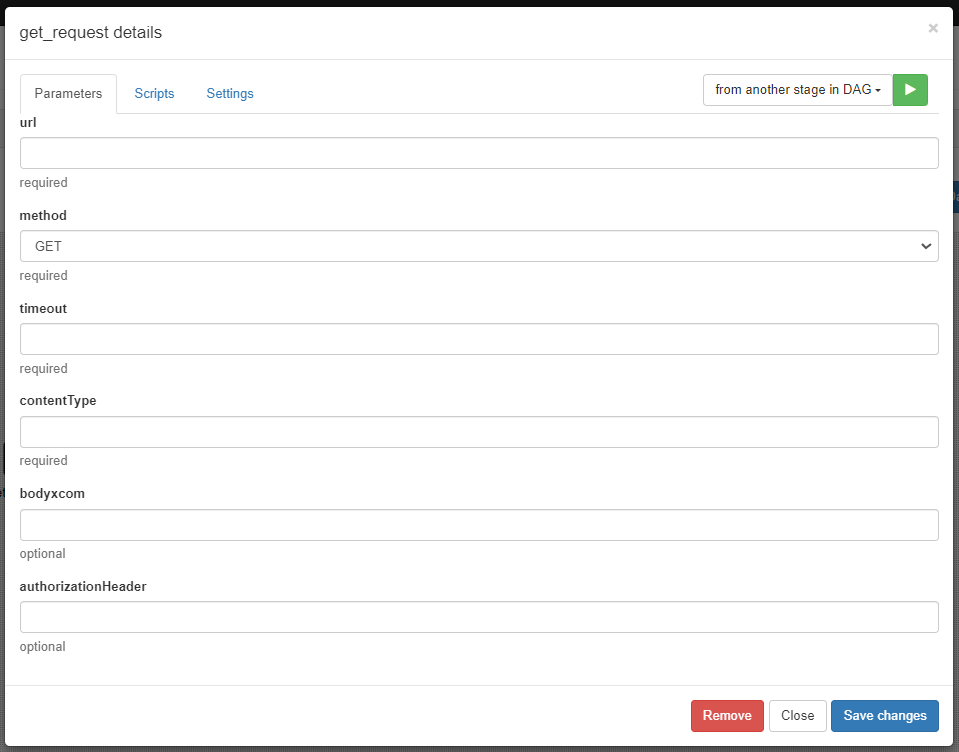 get_request details
×
Parameters
Scripts
Settings
from another stage in DAG
url
required
method
GET
required
timeout
required
contentType
required
bodyxcom
optional
authorizationHeader
optional
Remove
Close
Save changes